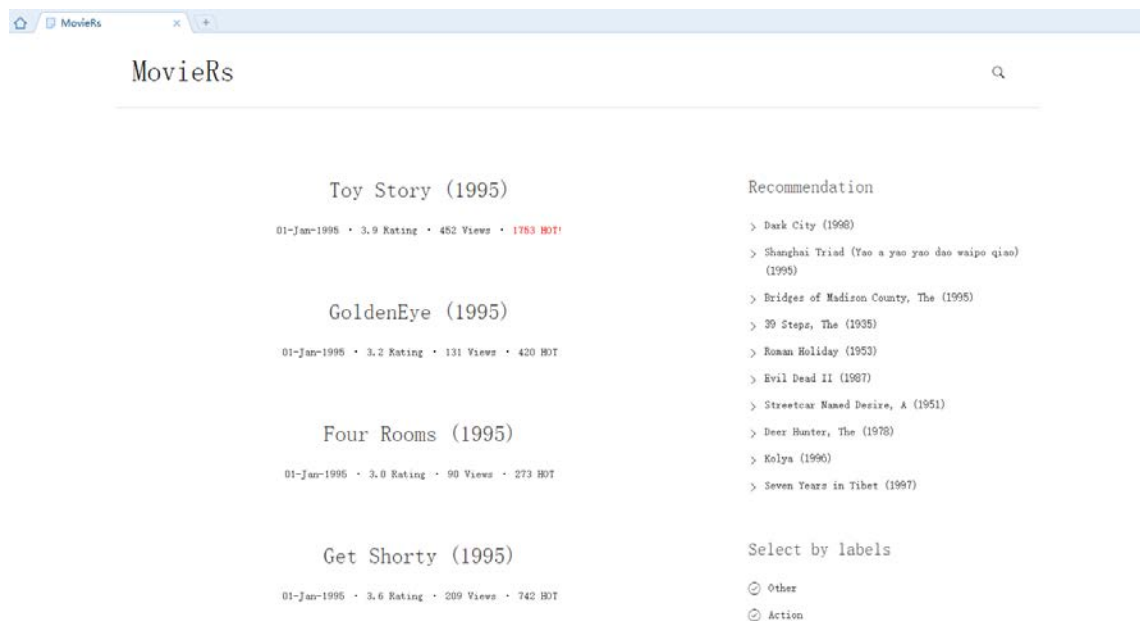 MovieRs
MovieRs
Toy Story (1995)
01-Jan-1995 · 3.9 Rating · 452 Views · 1753 HOT!
GoldenEye (1995)
01-Jan-1995 · 3.2 Rating · 131 Views · 420 HOT
Four Rooms (1995)
01-Jan-1995 · 3.0 Rating · 90 Views · 273 HOT
Get Shorty (1995)
01-Jan-1995 · 3.6 Rating · 209 Views · 742 HOT
Recommendation
Dark City (1998)
Shanghai Triad (Yao a yao yao dao waipo qiao)
(1995)
Bridges of Madison County, The (1995)
39 Steps, The (1935)
Roman Holiday (1953)
Evil Dead II (1987)
Streetcar Named Desire, A (1951)
Deer Hunter, The (1978)
Kolya (1996)
Seven Years in Tibet (1997)
Select by labels
Other
Action